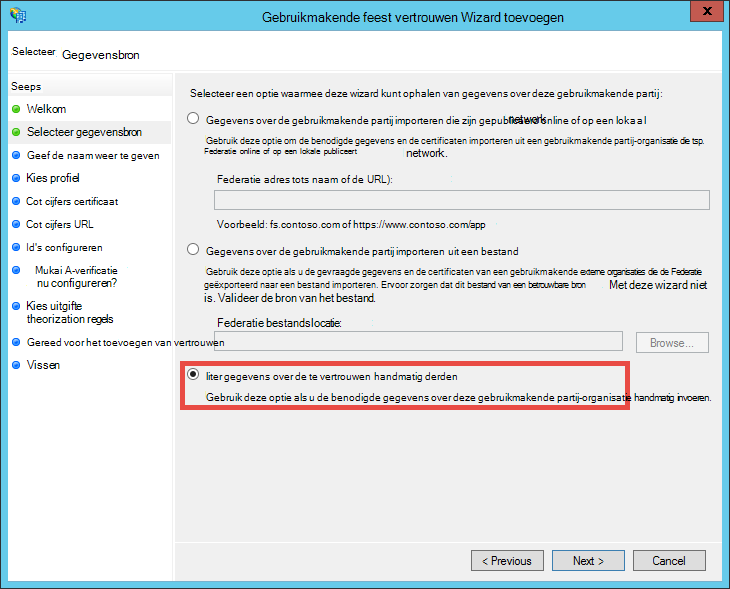 Gebruikmakende feest vertrouwen Wizard toevoegen
x
Selecteer Gegevensbron
Seeps
Welkom
Selecteer gegevensbron
Geef de naam weer te geven
Kies profiel
Cot cijfers certificaat
Cot cijfers URL
Id's configureren
Mukai A-verificatie
nu configureren?
Kies uitgifte
theorization regels
Gereed voor het toevoegen van vertrouwen
Vissen
Selecteer een optie waarmee deze wizard kunt ophalen van gegevens over deze gebruikmakende partij:
Gegevens over de gebruikmakende partij importeren die zijn gepubliceerd online of op een lokaal network
Gebruik deze optie om de benodigde gegevens en de certificaten importeren uit een gebruikmakende partij-organisatie die tsp.
Federatie online of op een lokale publiceert network.
Federatie adres tots naam of de URL):
Voorbeeld: fs.contoso.com of https://www.contoso.com/app
Gegevens over de gebruikmakende partij importeren uit een bestand
Gebruik deze optie als u de gevraagde gegevens en de certificaten van een gebruikmakende externe organisaties die de Federatie
geëxporteerd naar een bestand importeren. Ervoor zorgen dat dit bestand van een betrouwbare bron Met deze wizard niet
is. Valideer de bron van het bestand.
Federatie bestandslocatie:
Browse...
liter gegevens over de te vertrouwen handmatig derden
Gebruik deze optie als u de benodigde gegevens over deze gebruikmakende partij-organisatie handmatig invoeren.
< Previous
Next >
Cancel